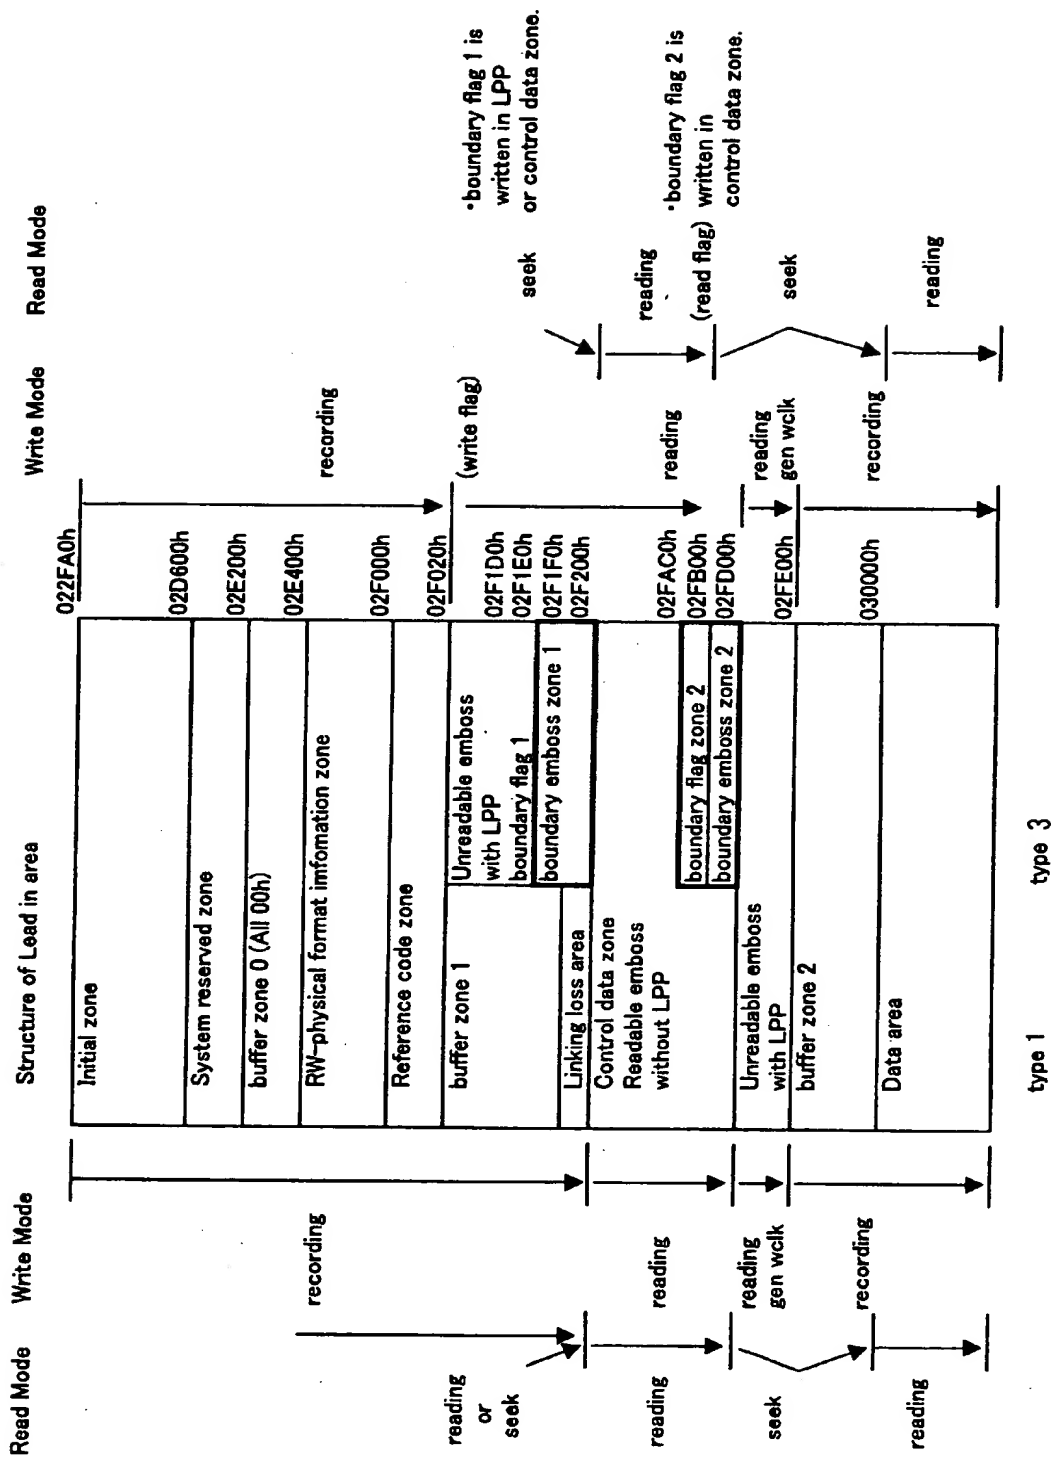 Read Mode
Write Mode
Structure of Lead in area
Write Mode
Read Mode
Initial zone
022FA0h
System reserved zone
02D600h
buffer zone 0 (All 00h)
02E200h
RW-physical format imfomation zone
02E400h
recording
recording
Reference code zone
02F000h
02F020h
buffer zone 1
Unreadable emboss
with LPP
boundary flag 1
(write flag)
02F1D0h
02F1E0h
boundary emboss zone 1
02F1F0h
02F200h
Linking loss area
reading
or
seek
seek
・boundary flag 1 is
written in LPP
or control data zone.
Control data zone
Readable emboss
without LPP
reading
reading
reading
reading
(read flag)
02FAC0h
boundary flag zone 2
02FB00h
boundary emboss zone 2
02FD00h
・boundary flag 2 is
written in
control data zone.
Unreadable emboss
with LPP
reading
gen wclk
reading
gen wclk
seek
seek
02FE00h
buffer zone 2
recording
recording
030000h
Data area
reading
reading
type 1
type 3